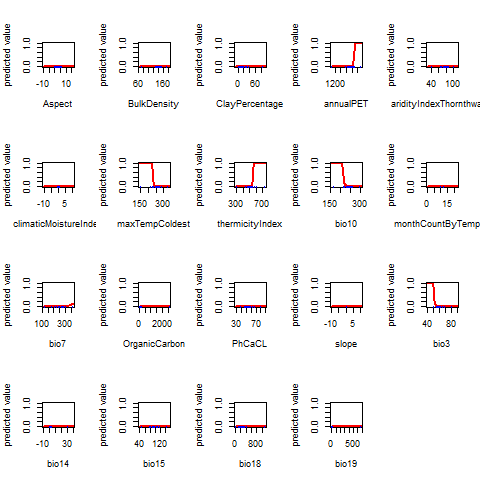 predicted value 0.0 1.0 -10 10 Aspect
predicted value 0.0 1.0 60 160 BulkDensity
predicted value 0.0 1.0 0 60 ClayPercentage
predicted value 0.0 1.0 1200 annualPET
predicted value 0.0 1.0 40 100 aridityIndexThornthwa
predicted value 0.0 1.0 -10 5 climaticMoistureInde
predicted value 0.0 1.0 150 300 maxTempColdest
predicted value 0.0 1.0 300 700 thermicityIndex
predicted value 0.0 1.0 150 300 bio10
predicted value 0.0 1.0 0 15 monthCountByTemp
predicted value 0.0 1.0 100 300 bio7
predicted value 0.0 1.0 0 2000 OrganicCarbon
predicted value 0.0 1.0 30 70 PhCaCL
predicted value 0.0 1.0 -10 5 slope
predicted value 0.0 1.0 40 80 bio3
predicted value 0.0 1.0 -10 30 bio14
predicted value 0.0 1.0 40 120 bio15
predicted value 0.0 1.0 0 800 bio18
predicted value 0.0 1.0 0 500 bio19